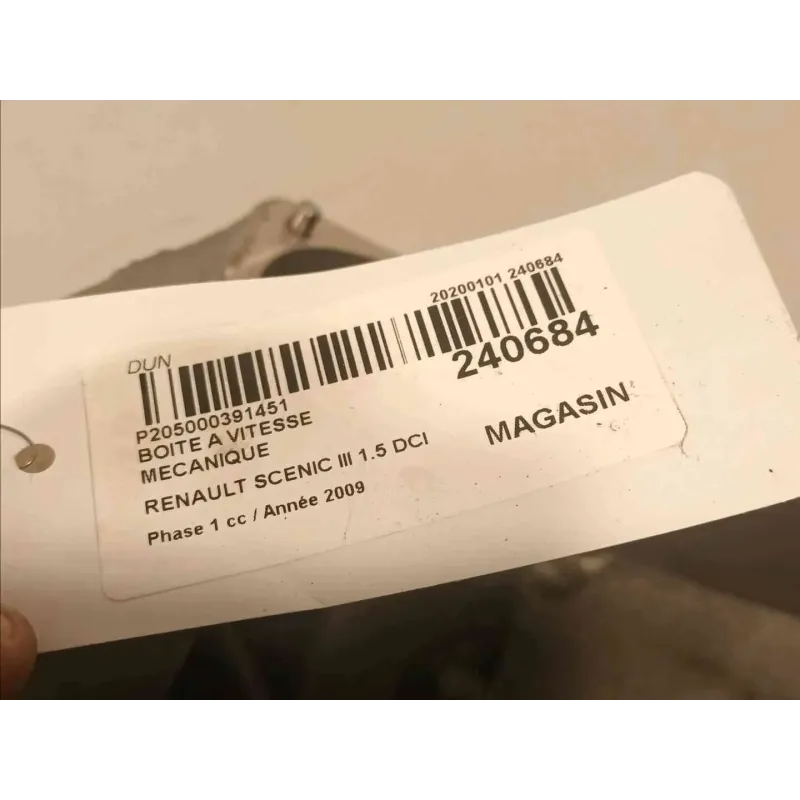 20200101 240684
DUN
240684
P205000391451
BOITE A VITESSE
MECANIQUE
MAGASIN
RENAULT SCENIC III 1.5 DCI
Phase 1 cc / Année 2009